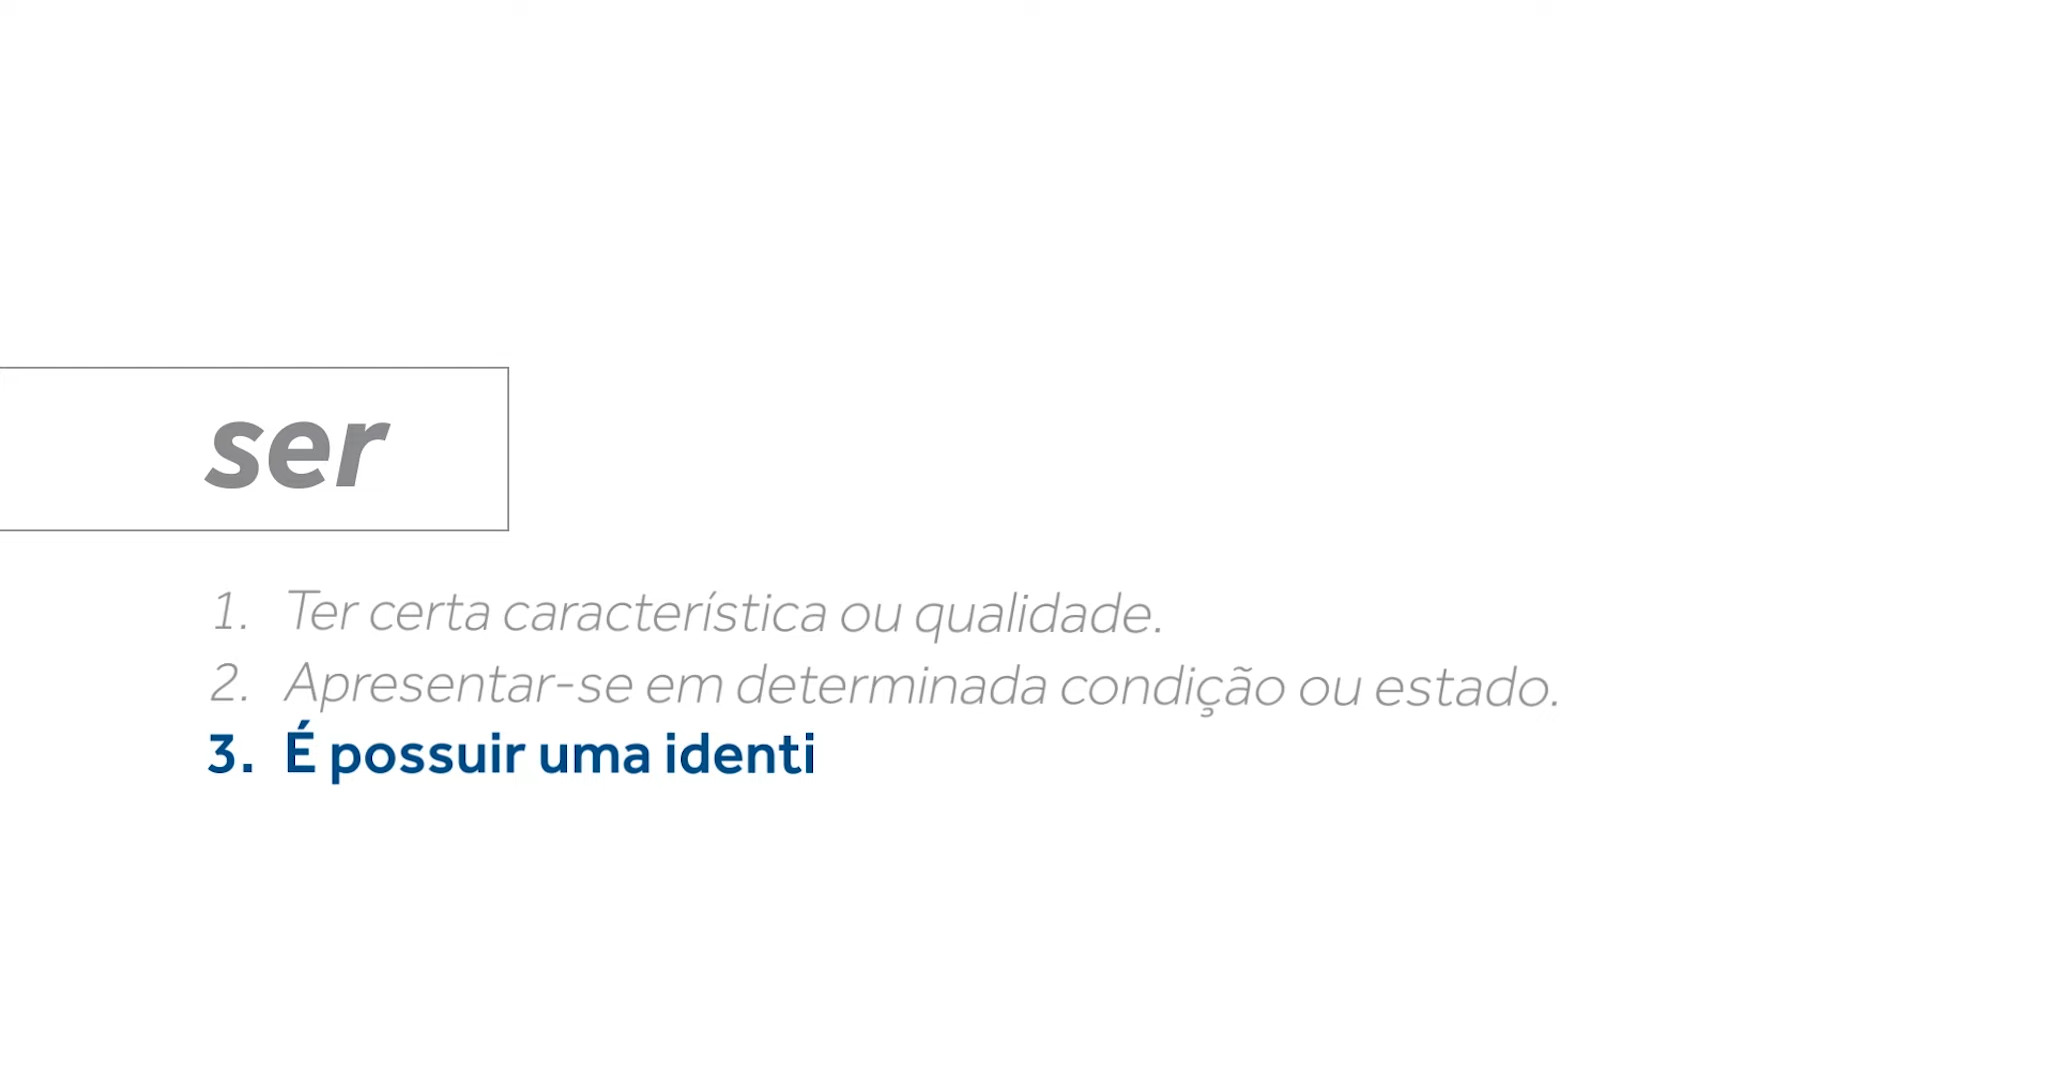 ser
1. Ter certa característica ou qualidade.
2. Apresentar-se em determinada condição ou estado.
3. É possuir uma identi